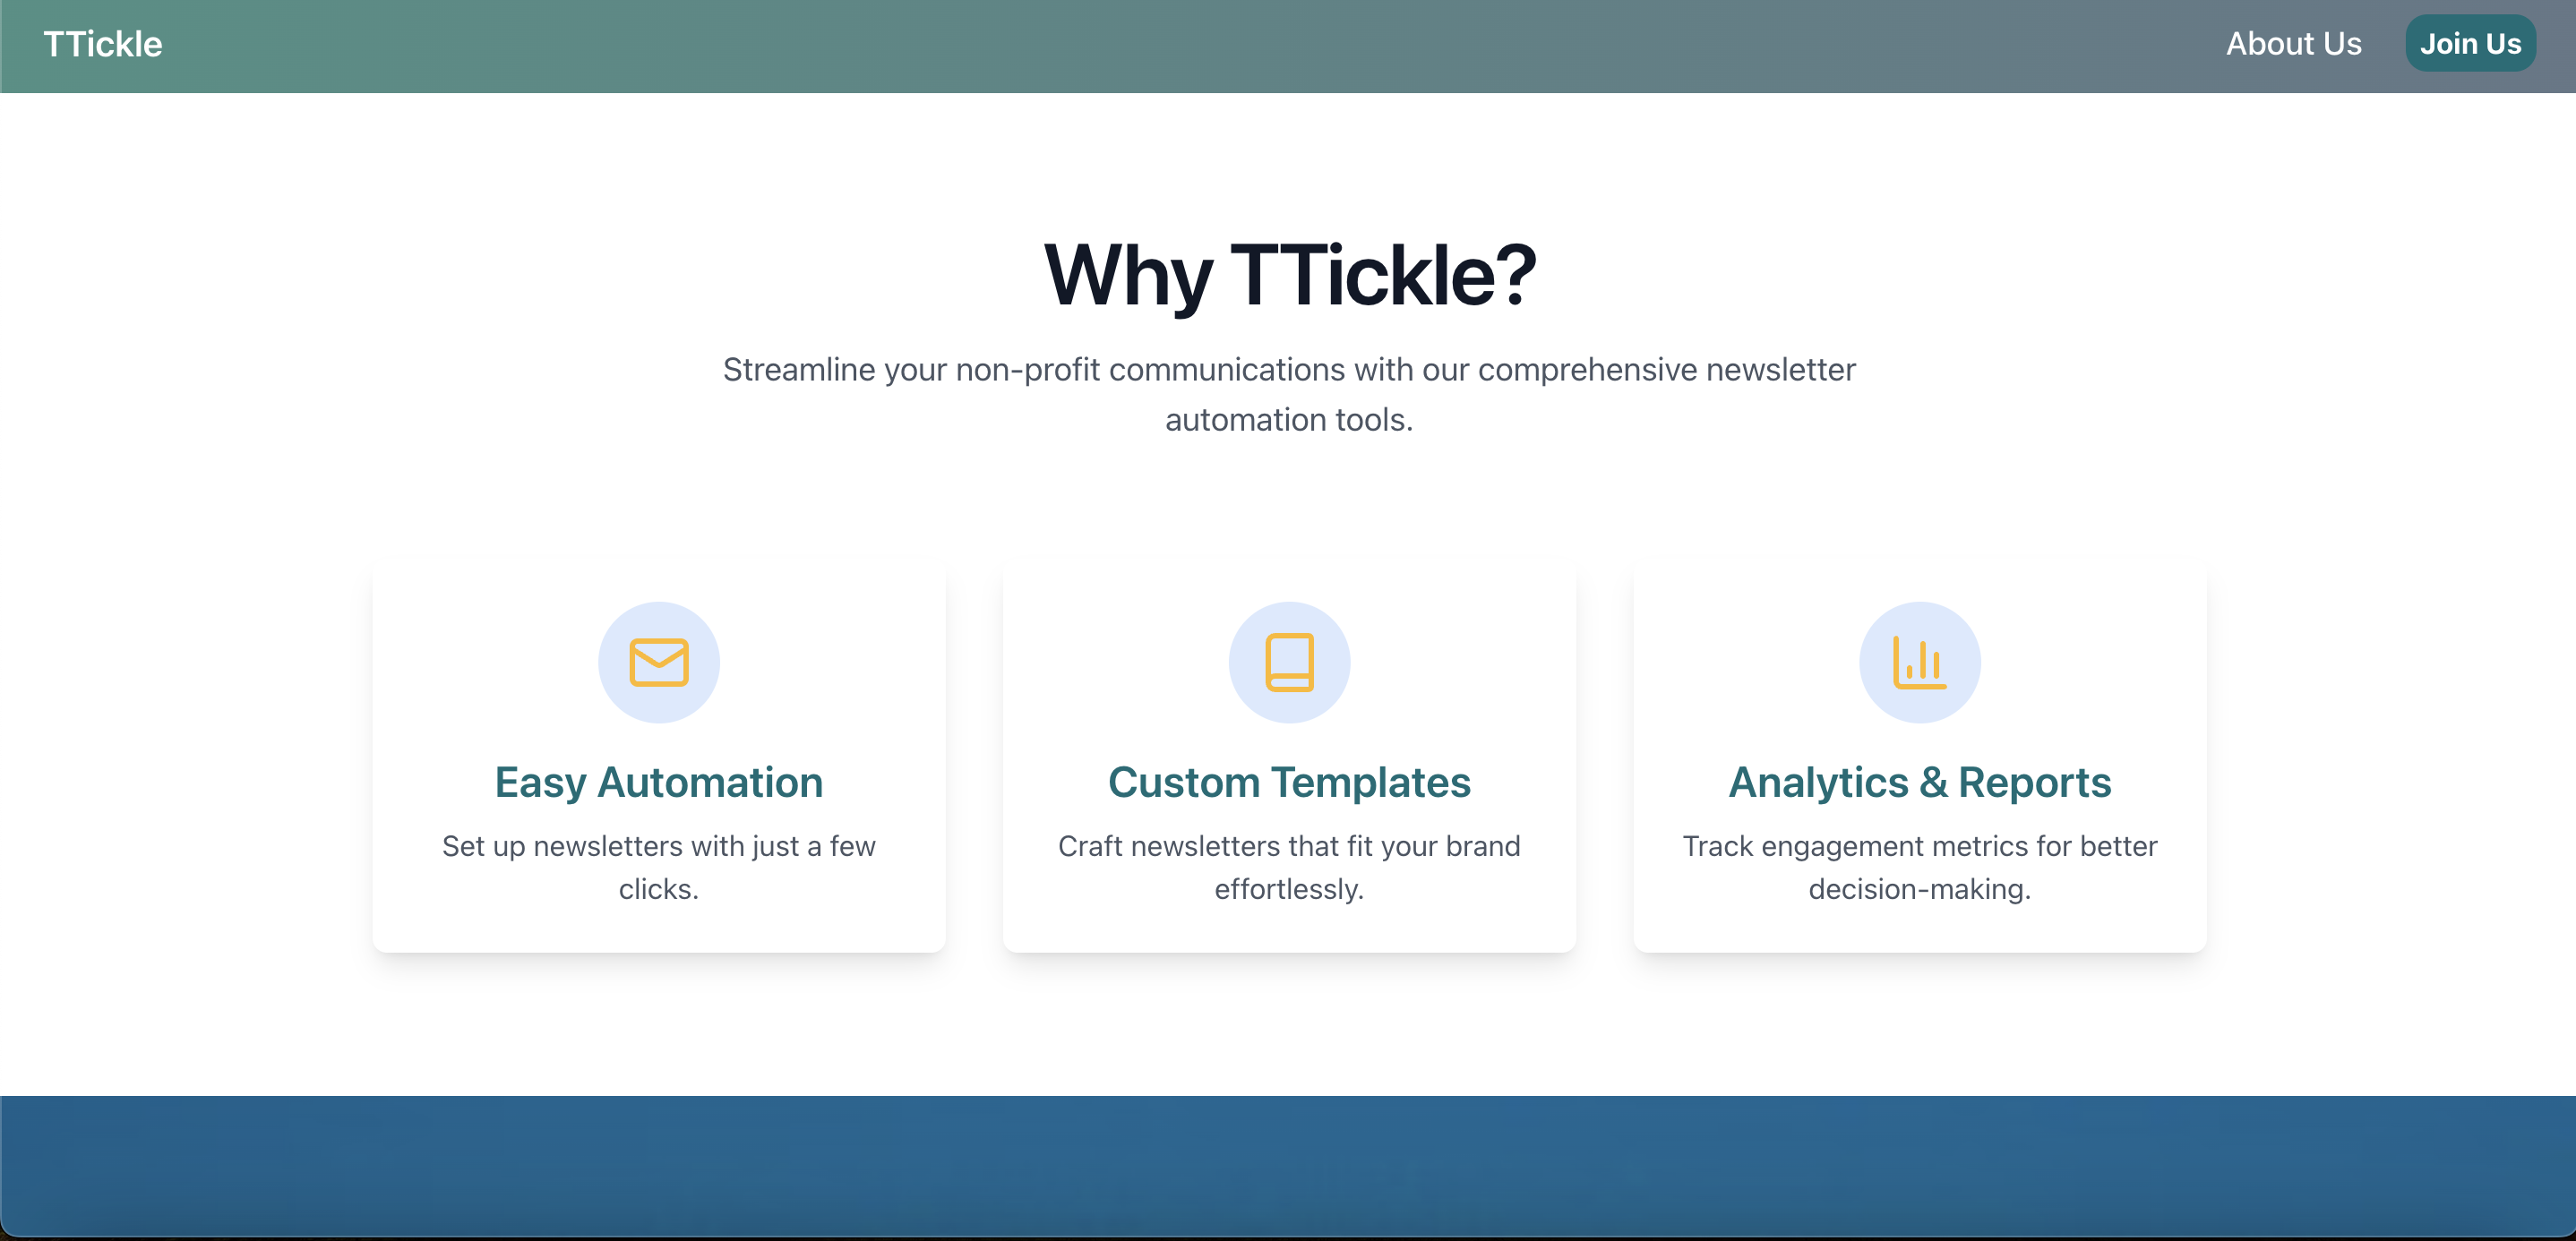 TTickle
About Us
Join Us
Why TTickle?
Streamline your non-profit communications with our comprehensive newsletter
automation tools.
Easy Automation
Set up newsletters with just a few
clicks.
Custom Templates
Craft newsletters that fit your brand
effortlessly.
Analytics & Reports
Track engagement metrics for better
decision-making.